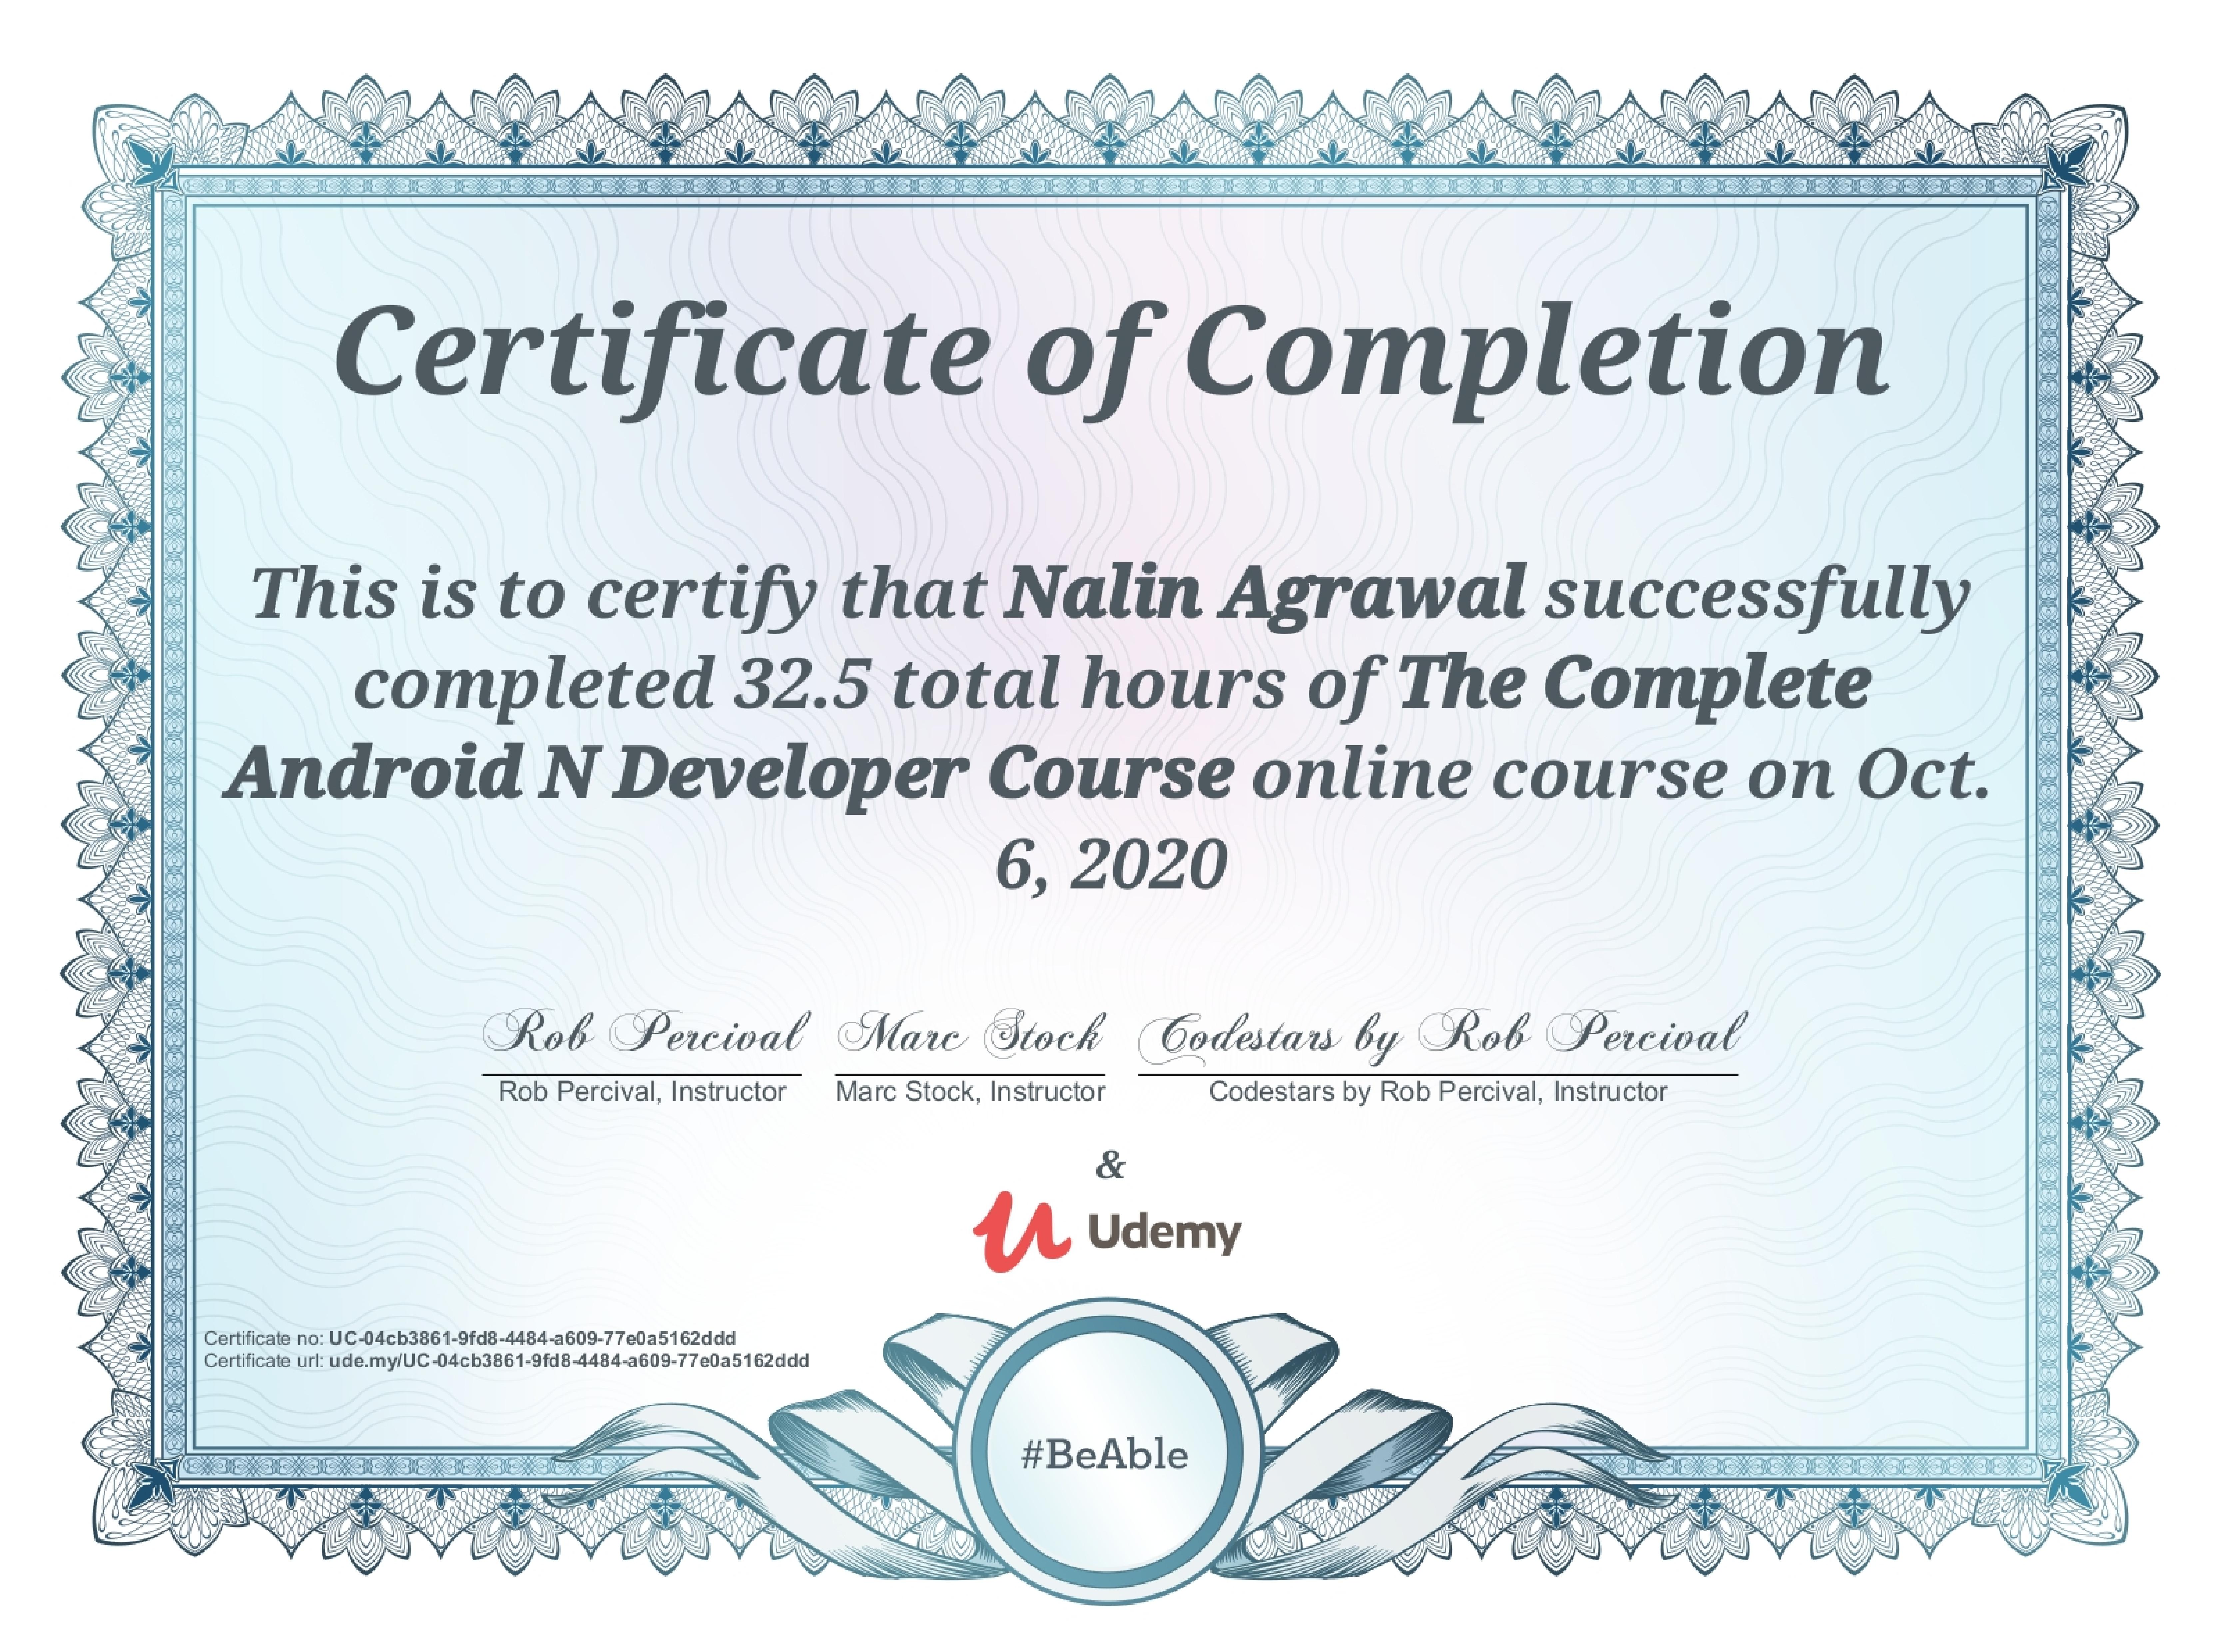 Certificate of Completion
This is to certify that Nalin Agrawal successfully
completed 32.5 total hours of The Complete
Android N Developer Course online course on Oct.
6, 2020
Rob Percival Marc Stock Codestars by Rob Percival
Rob Percival, Instructor Marc Stock, Instructor Codestars by Rob Percival, Instructor
&
Udemy
Certificate no: UC-04cb3861-9fd8-4484-a609-77e0a5162ddd
Certificate url: ude.my/UC-04cb3861-9fd8-4484-a609-77e0a5162ddd
#BeAble